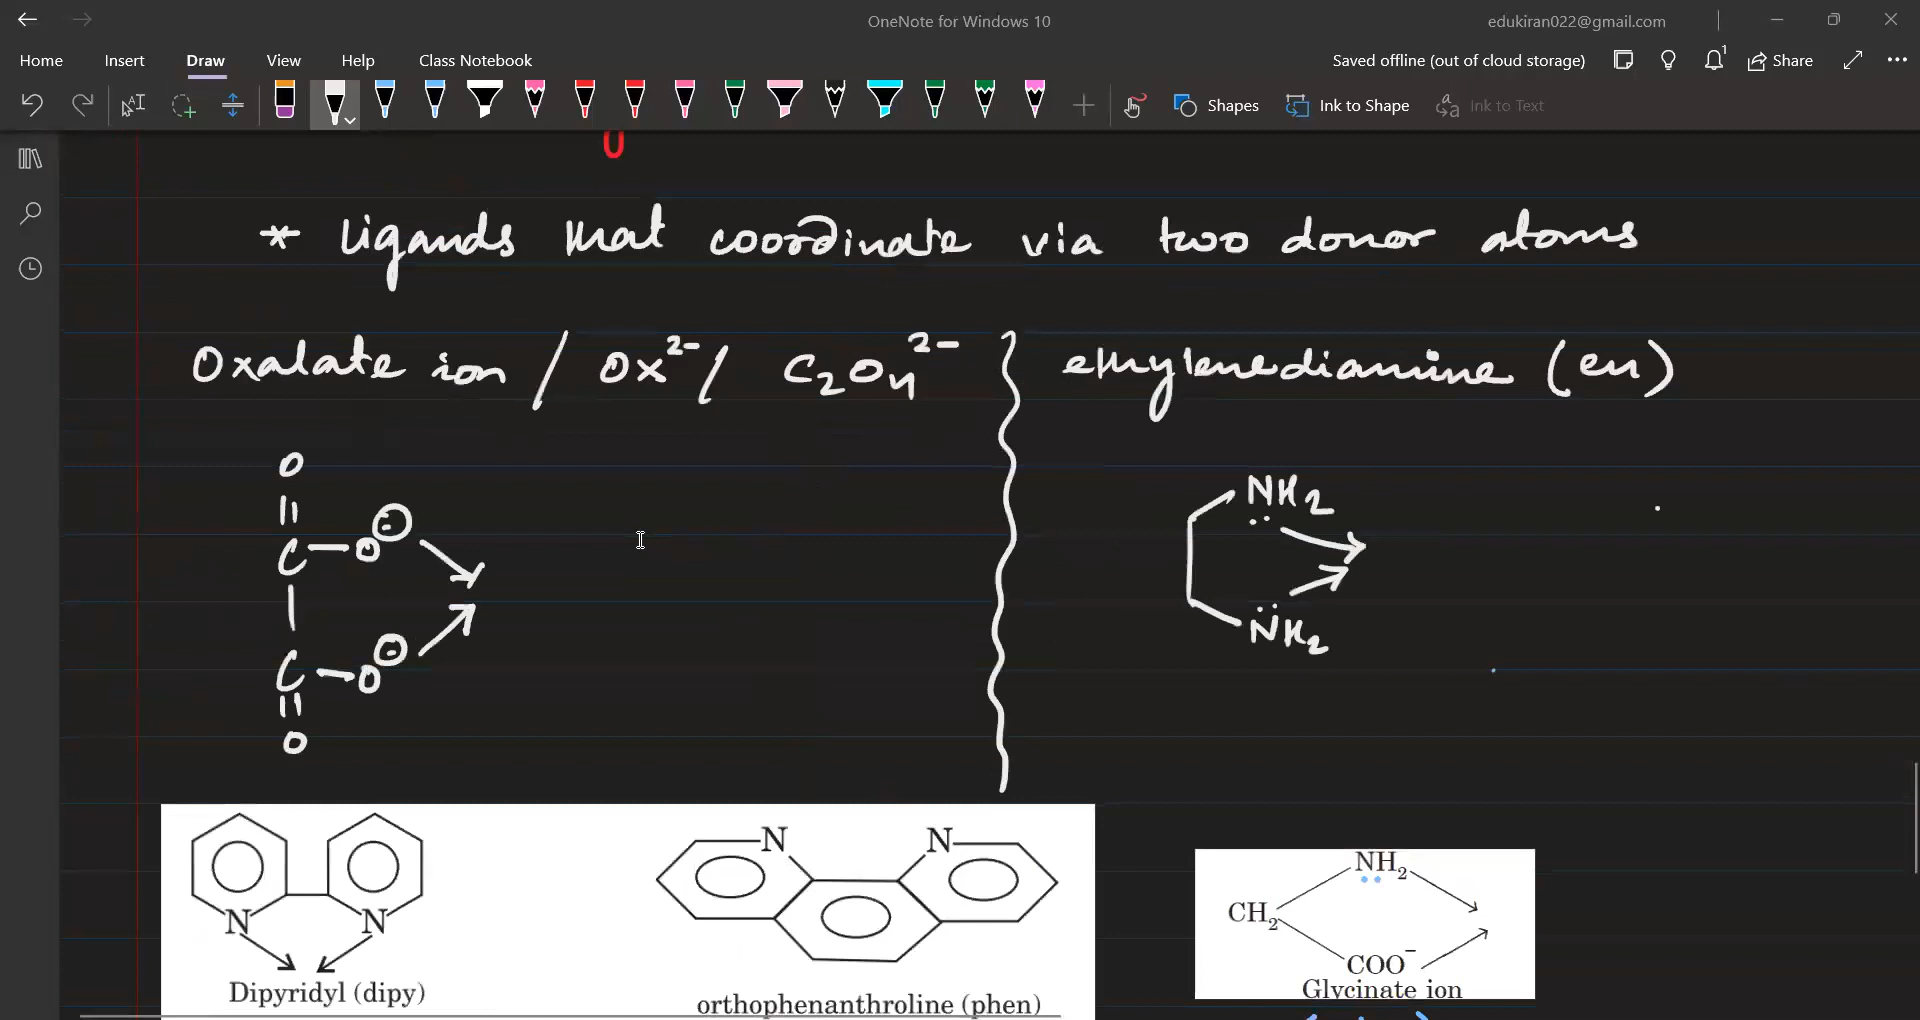 OneNote for Windows 10
edukiran022@gmail.com
Home Insert Draw View Help Class Notebook
Saved offline (out of cloud storage) 1 Share
Shapes Ink to Shape Ink to Text
* Ligands that coordinate via two donor atoms
Oxalate ion / Ox²⁻ / C₂O₄²⁻
ethylenediamine (en)
O
C—O⊖
C—O⊖
O
NH₂
NH₂
N N
Dipyridyl (dipy)
N N
orthophenanthroline (phen)
NH₂
CH₂
COO⁻
Glycinate ion